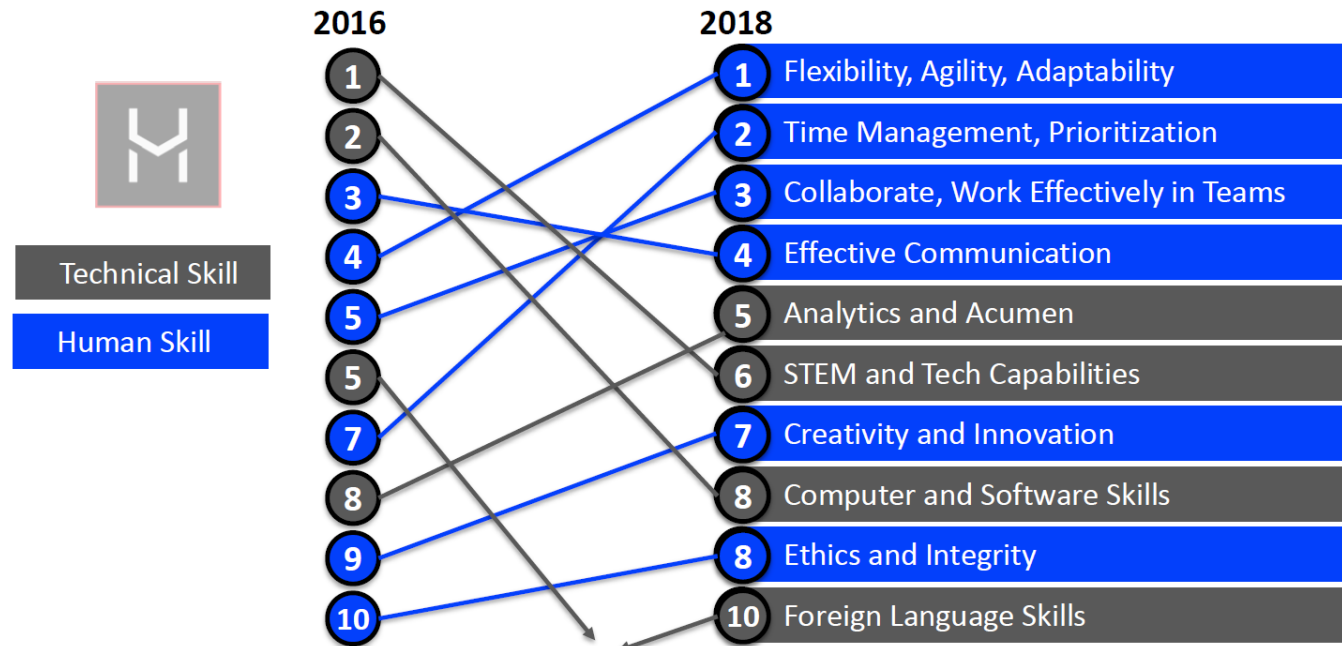 2016 2018
1 1 Flexibility, Agility, Adaptability
2 2 Time Management, Prioritization
3 3 Collaborate, Work Effectively in Teams
4 4 Effective Communication
Technical Skill
5 5 Analytics and Acumen
Human Skill
5 6 STEM and Tech Capabilities
7 7 Creativity and Innovation
8 8 Computer and Software Skills
9 8 Ethics and Integrity
10 10 Foreign Language Skills